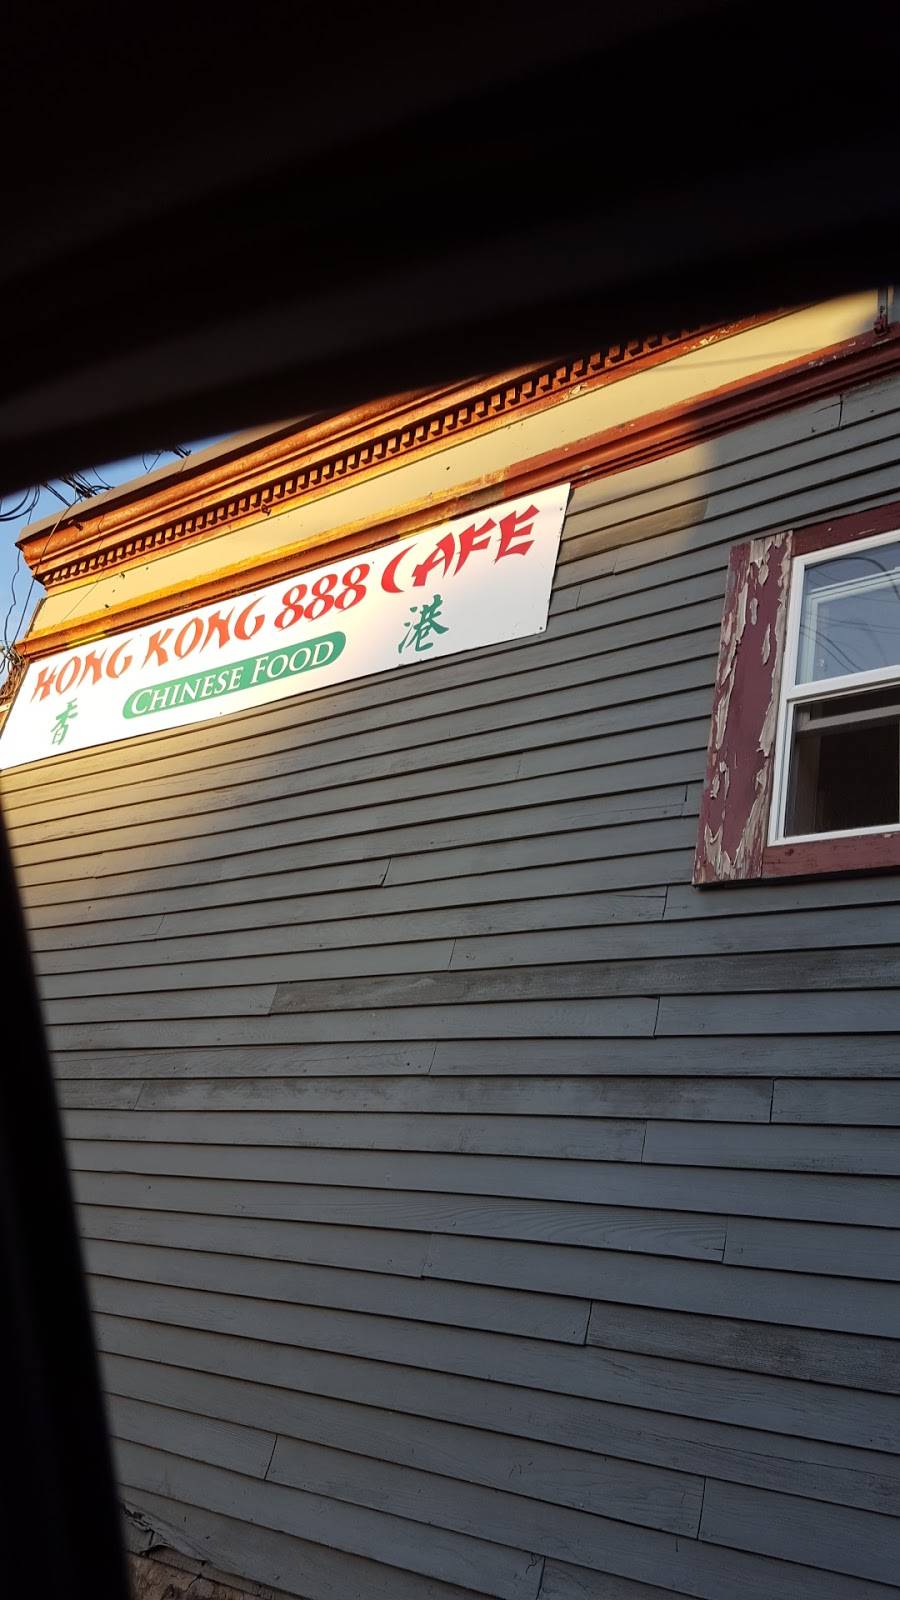 HONG KONG 888 CAFE
CHINESE FOOD
香 港